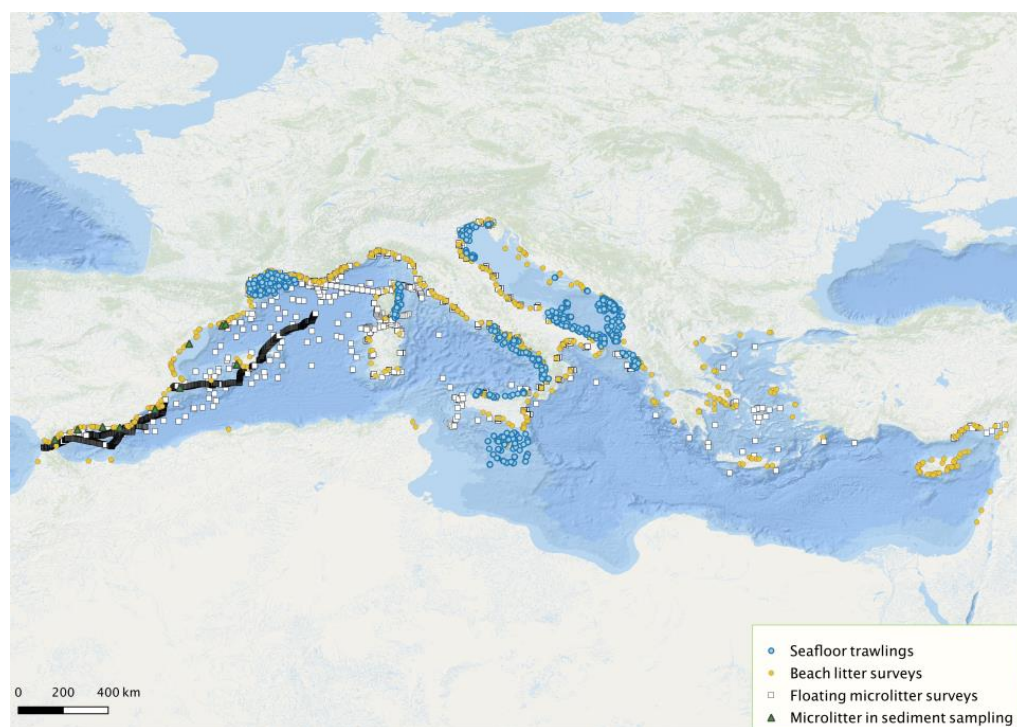 Seafloor trawlings
Beach litter surveys
0 200 400 km
Floating microlitter surveys
Microlitter in sediment sampling